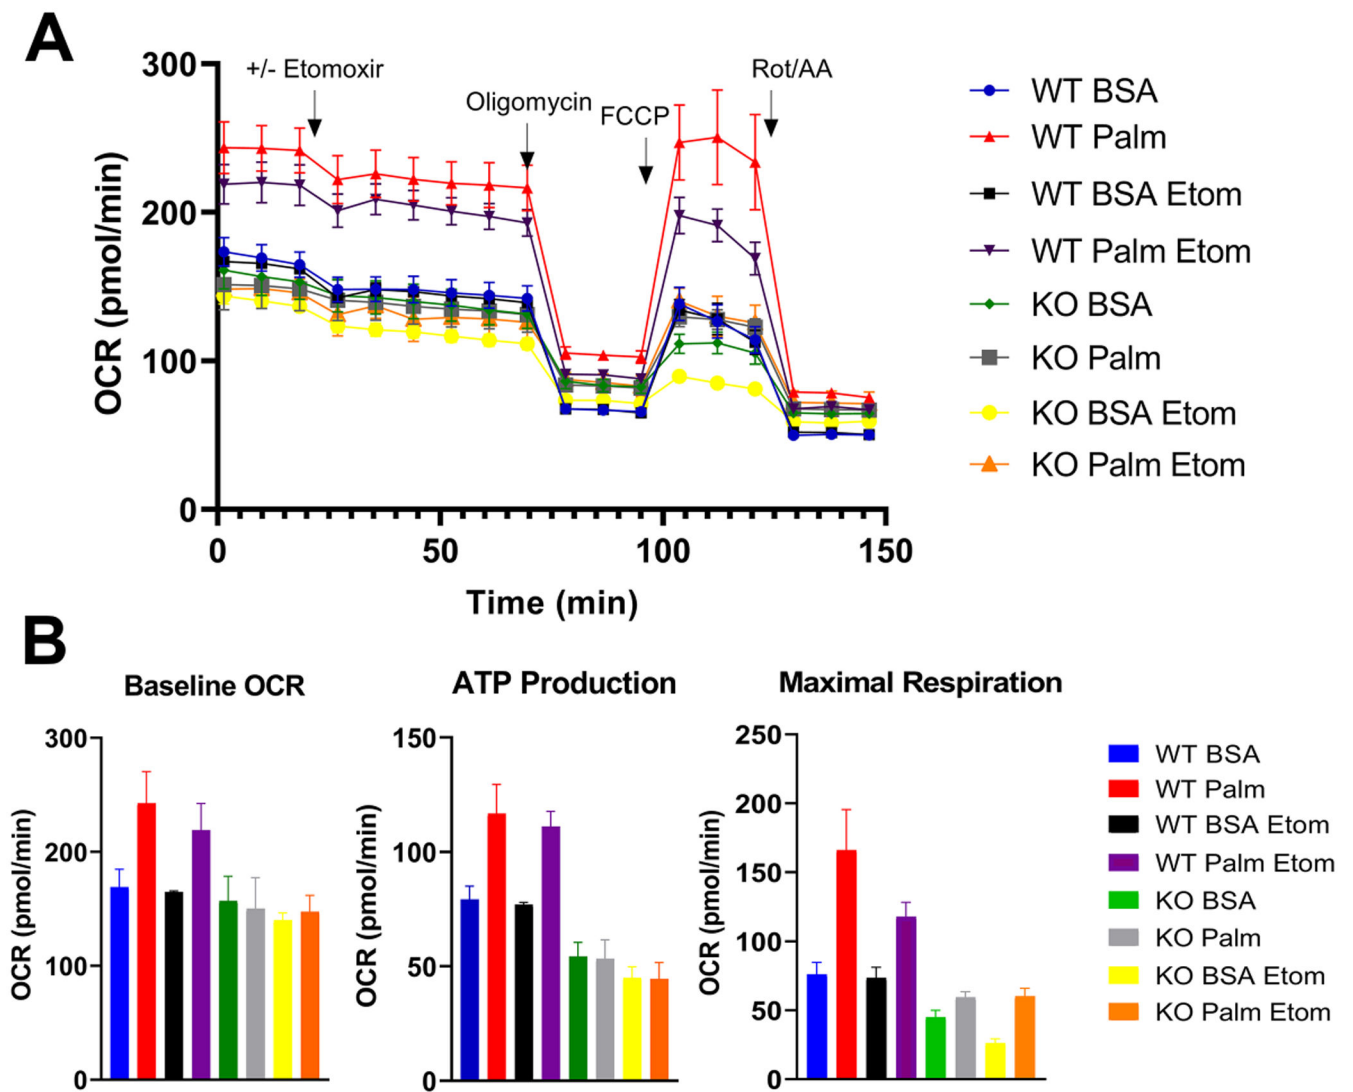 A
+/- Etomoxir
Oligomycin
FCCP
Rot/AA
OCR (pmol/min)
300
200
100
0
0
50
100
150
Time (min)
WT BSA
WT Palm
WT BSA Etom
WT Palm Etom
KO BSA
KO Palm
KO BSA Etom
KO Palm Etom
B
Baseline OCR
OCR (pmol/min)
300
200
100
0
ATP Production
OCR (pmol/min)
150
100
50
0
Maximal Respiration
OCR (pmol/min)
250
200
150
100
50
0
WT BSA
WT Palm
WT BSA Etom
WT Palm Etom
KO BSA
KO Palm
KO BSA Etom
KO Palm Etom